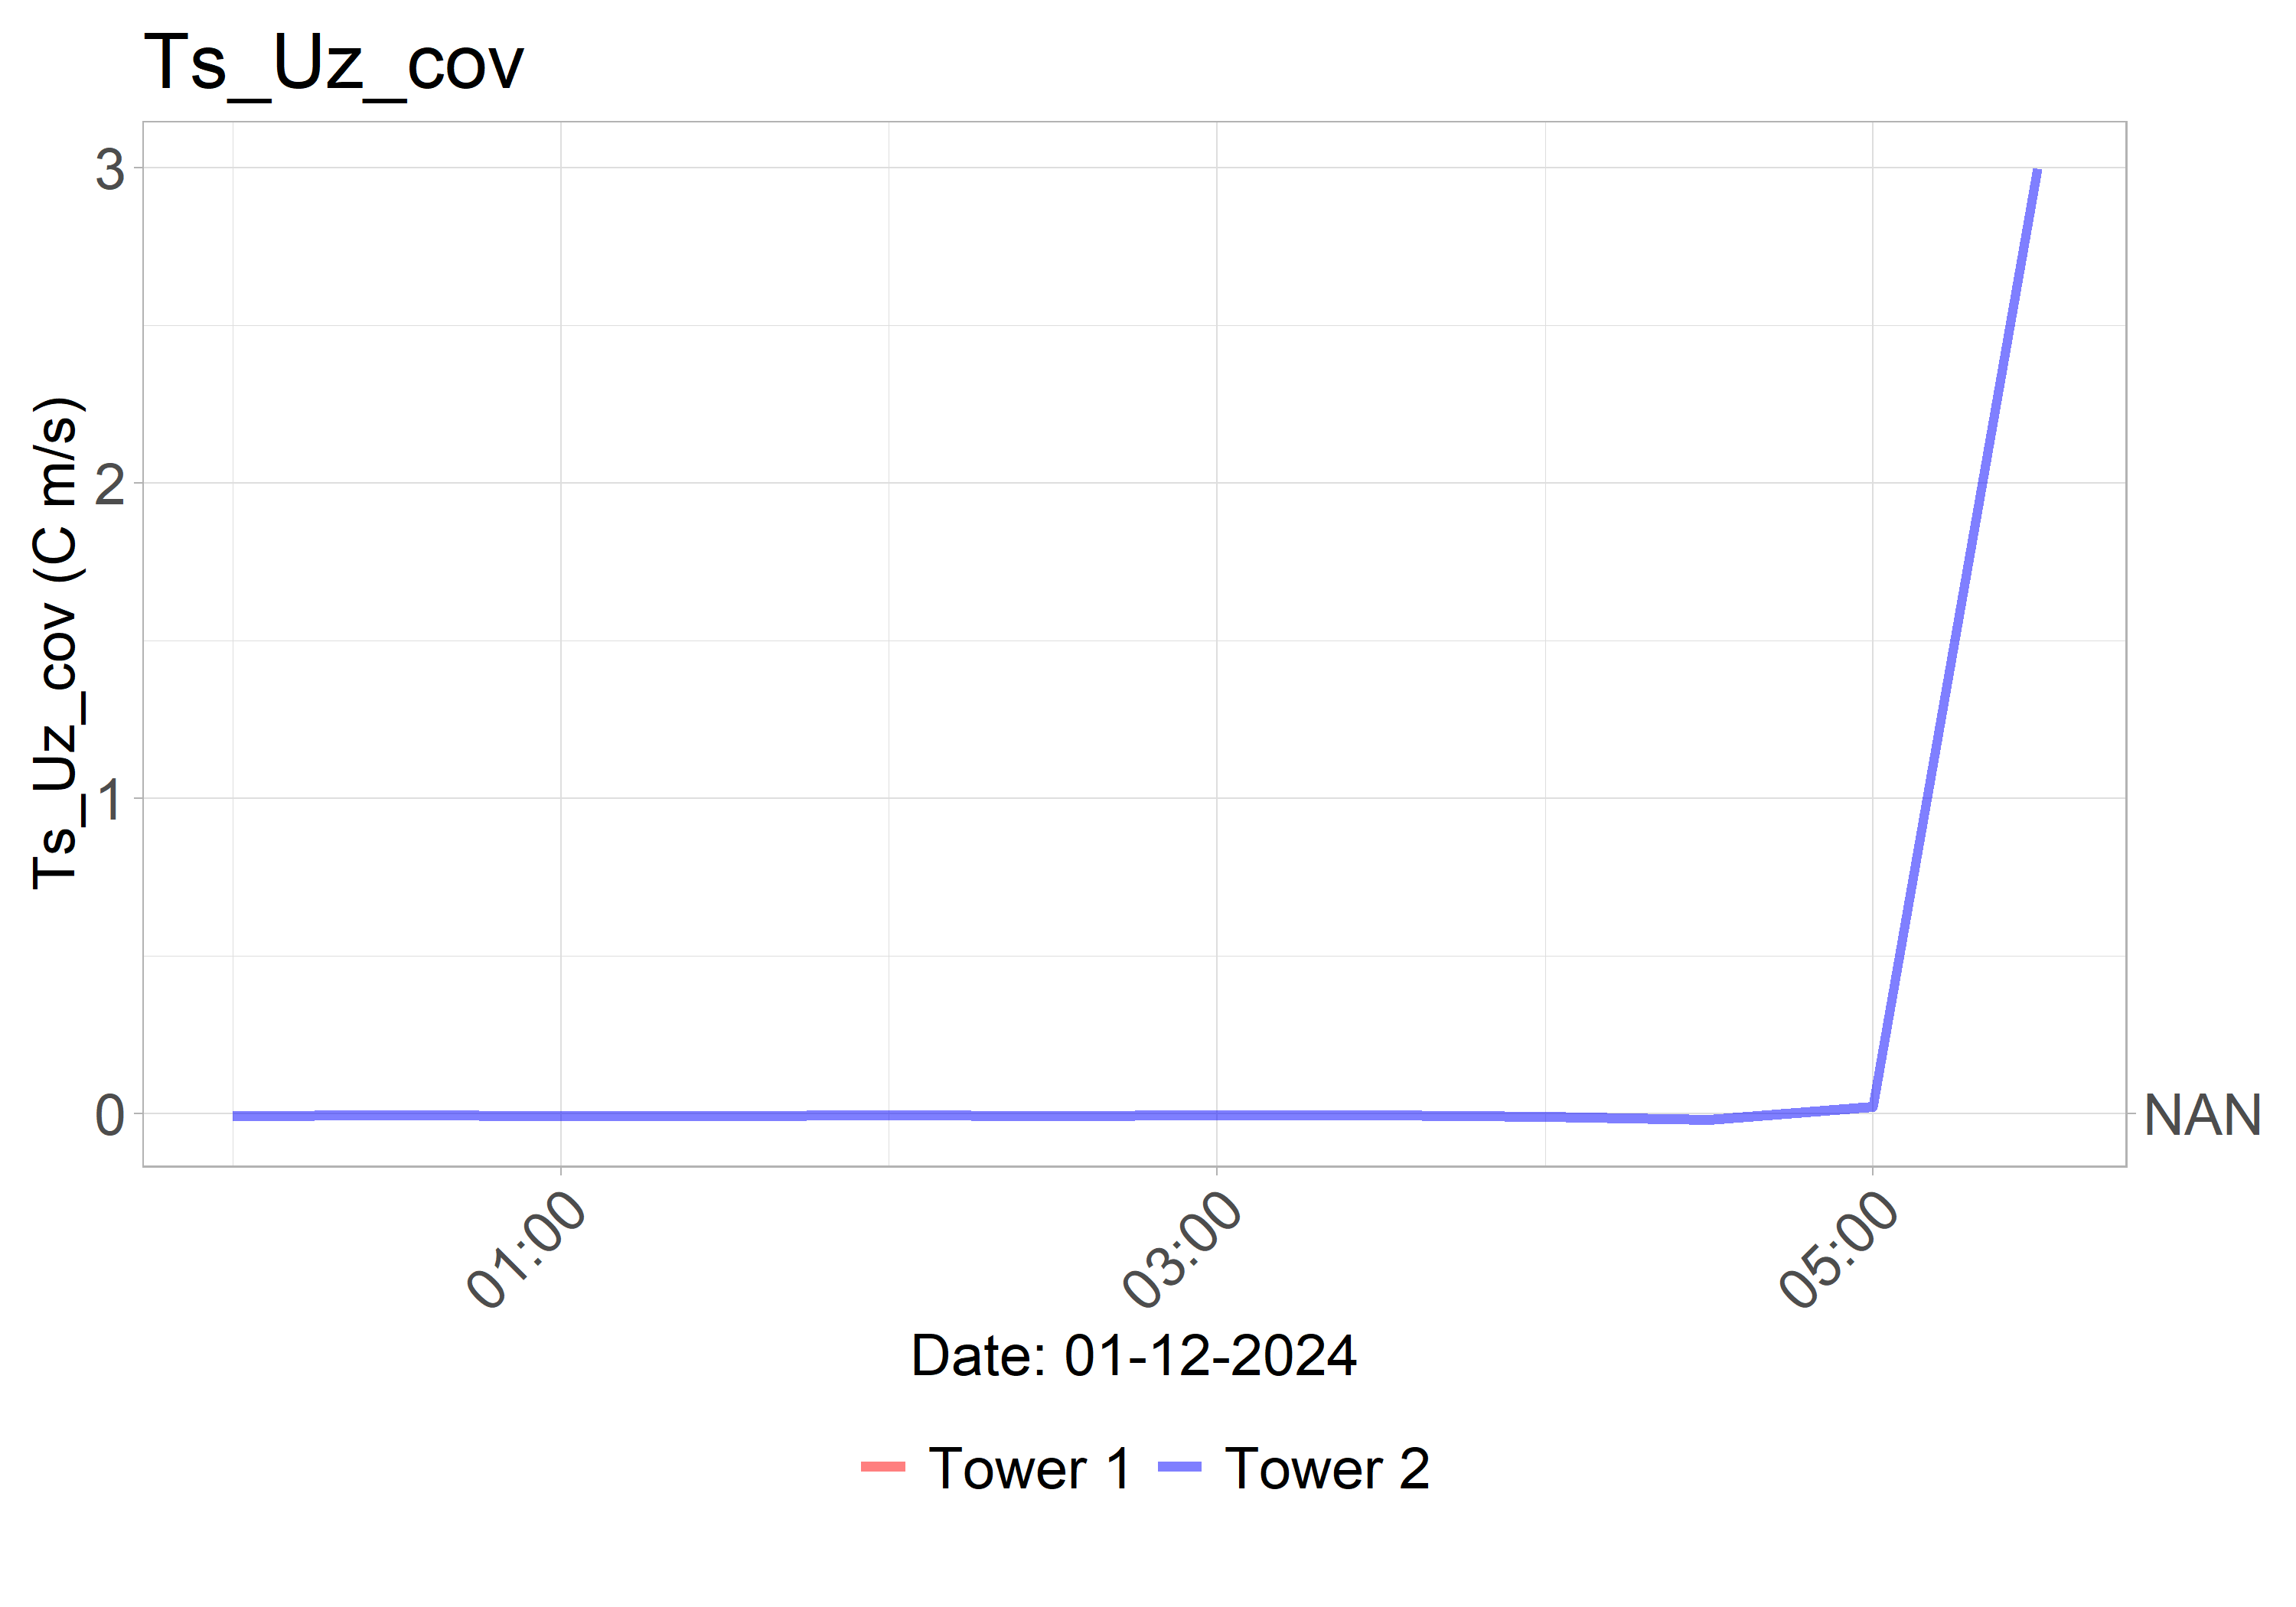 Ts_Uz_cov
Ts_Uz_cov (C m/s)
3
2
1
0
NAN
01:00
03:00
05:00
Date: 01-12-2024
Tower 1
Tower 2